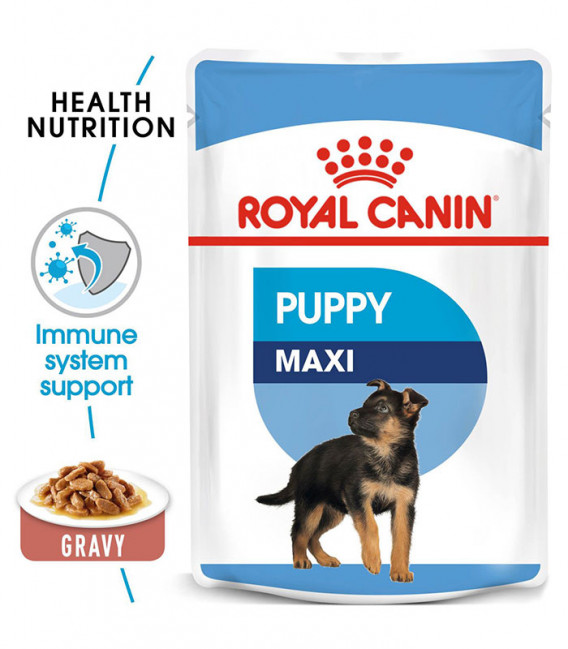 HEALTH
NUTRITION
Immune
system
support
GRAVY
ROYAL CANIN®
PUPPY
MAXI